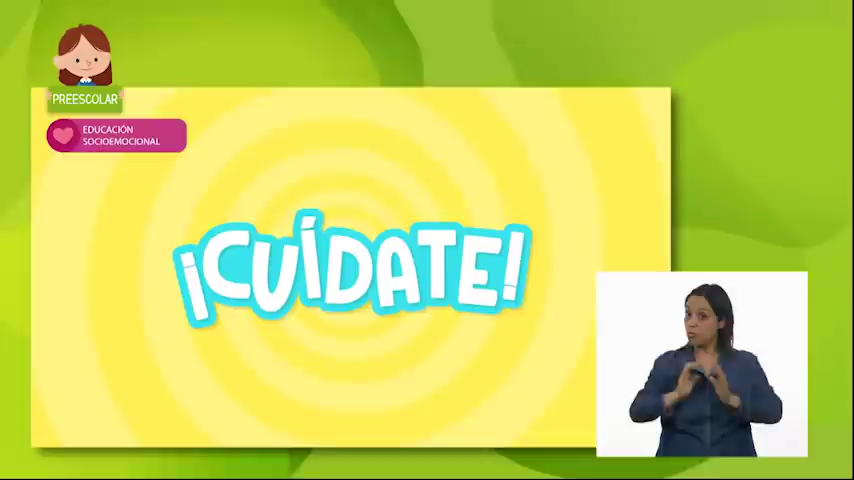 PREESCOLAR
EDUCACIÓN
SOCIOEMOCIONAL
¡CUÍDATE!